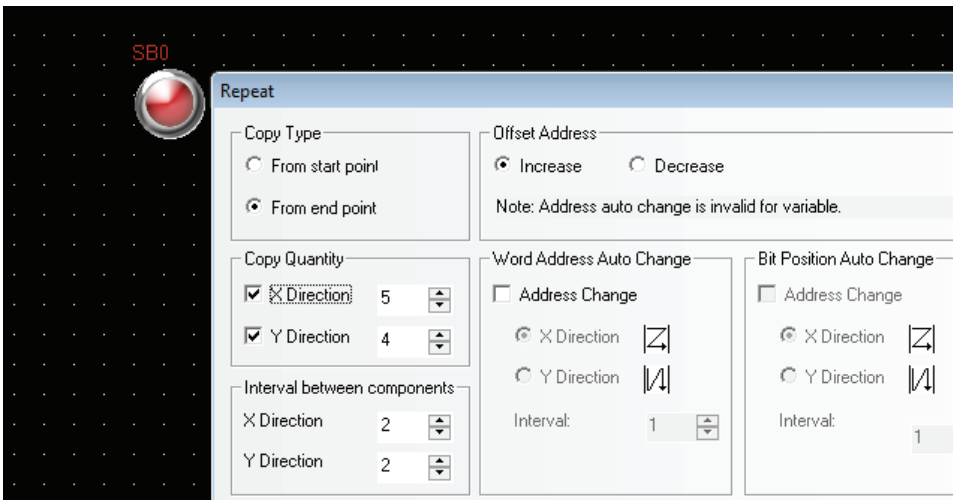 SB0
Repeat
Copy Type
From start point
From end point
Offset Address
Increase
Decrease
Note: Address auto change is invalid for variable.
Copy Quantity
X Direction 5
Y Direction 4
Interval between components
X Direction 2
Y Direction 2
Word Address Auto Change
Address Change
X Direction
Y Direction
Interval: 1
Bit Position Auto Change
Address Change
X Direction
Y Direction
Interval: 1